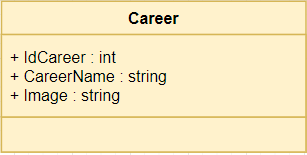 Career
+ IdCareer : int
+ CareerName : string
+ Image : string